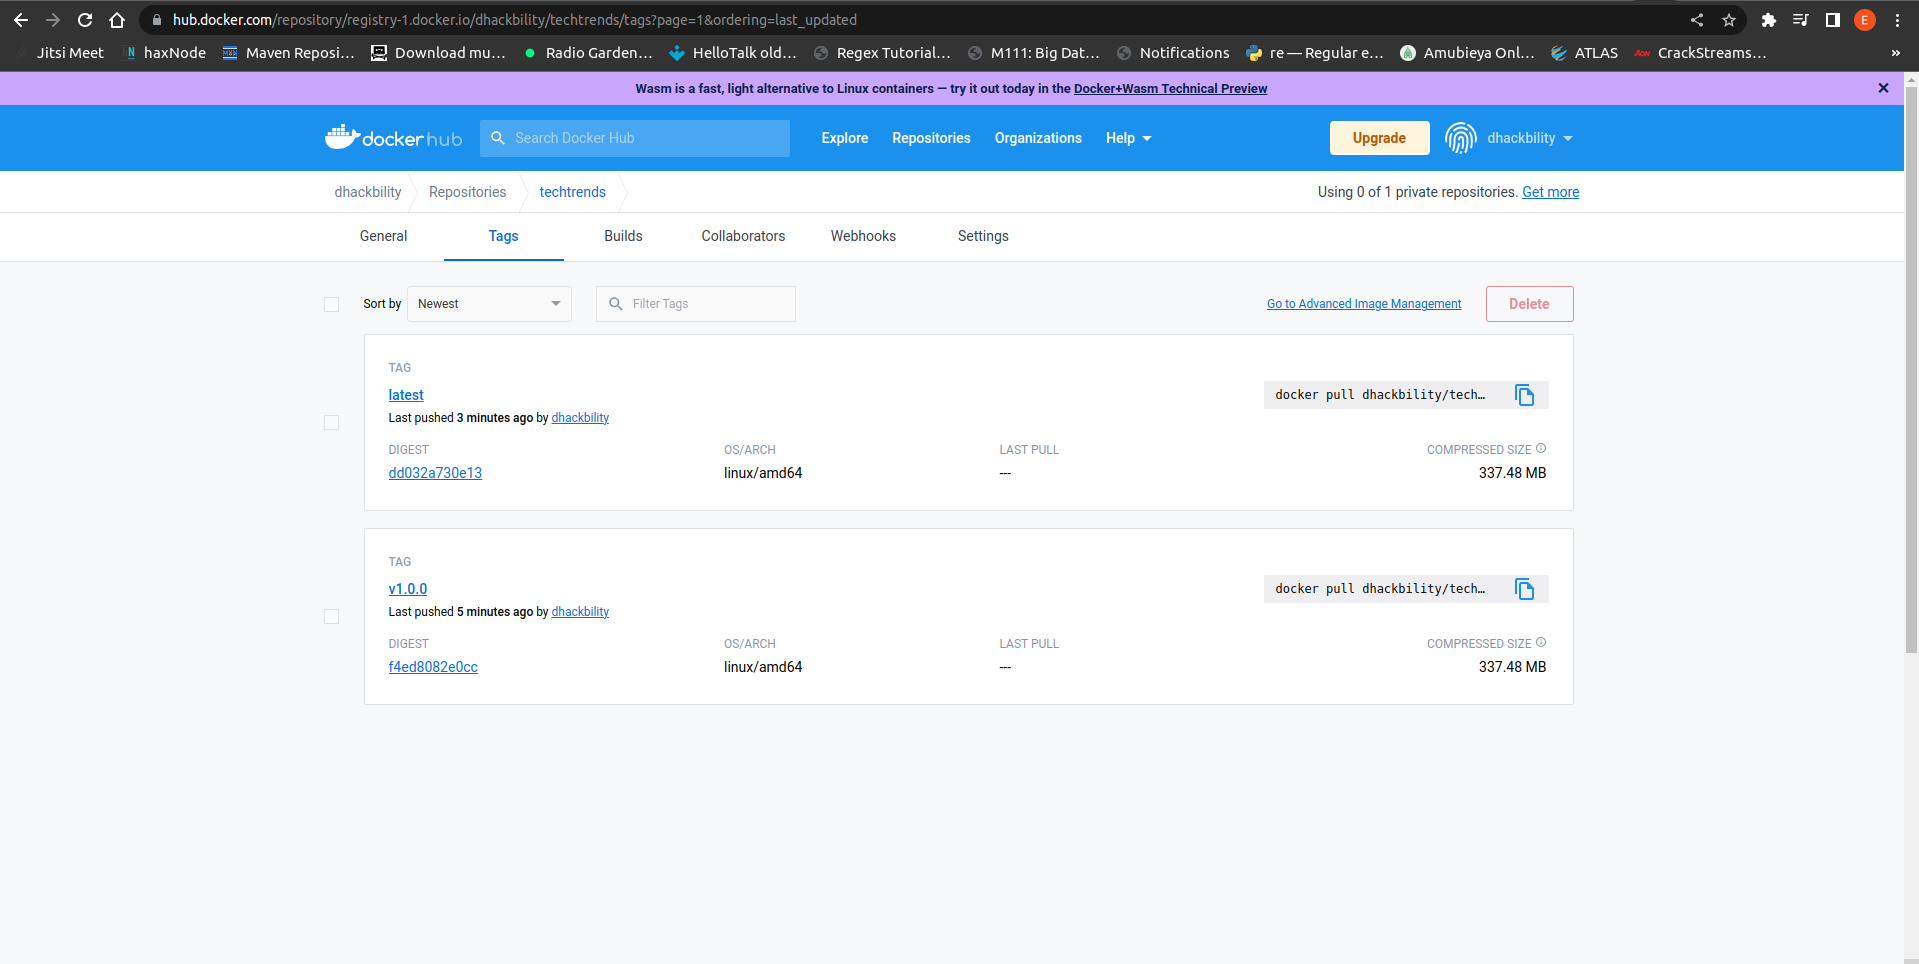 hub.docker.com/repository/registry-1.docker.io/dhackbility/techtrends/tags?page=1&ordering=last_updated
E
Jitsi Meet haxNode Maven Reposi... Download mu... Radio Garden... HelloTalk old... Regex Tutorial... M111: Big Dat... Notifications re — Regular e... Amubieya Onl... ATLAS CrackStreams... »
Wasm is a fast, light alternative to Linux containers — try it out today in the Docker+Wasm Technical Preview
docker hub Search Docker Hub Explore Repositories Organizations Help Upgrade dhackbility
dhackbility Repositories techtrends Using 0 of 1 private repositories. Get more
General Tags Builds Collaborators Webhooks Settings
Sort by Newest Filter Tags Go to Advanced Image Management Delete
TAG
latest docker pull dhackbility/tech...
Last pushed 3 minutes ago by dhackbility
DIGEST OS/ARCH LAST PULL COMPRESSED SIZE
dd032a730e13 linux/amd64 --- 337.48 MB
TAG
v1.0.0 docker pull dhackbility/tech...
Last pushed 5 minutes ago by dhackbility
DIGEST OS/ARCH LAST PULL COMPRESSED SIZE
f4ed8082e0cc linux/amd64 --- 337.48 MB